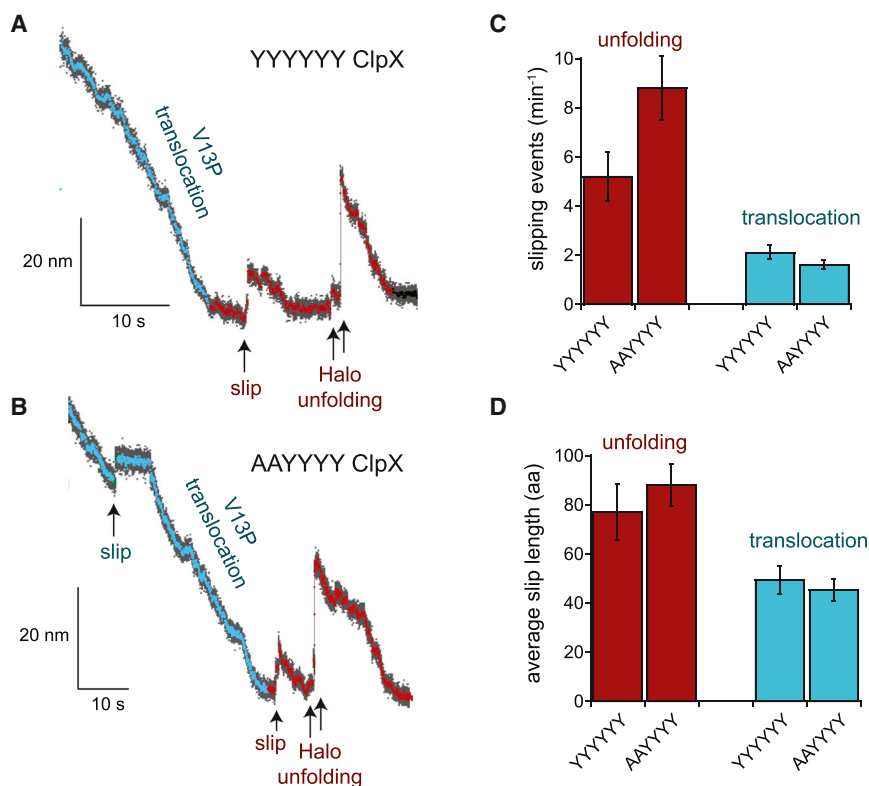 A
YYYYYY ClpX
V13P
translocation
20 nm
10 s
slip
Halo
unfolding
B
AAYYYY ClpX
slip
V13P
translocation
20 nm
10 s
slip
Halo
unfolding
C
unfolding
translocation
slipping events (min⁻¹)
10
8
6
4
2
0
YYYYYY
AAYYYY
YYYYYY
AAYYYY
D
unfolding
translocation
average slip length (aa)
100
80
60
40
20
0
YYYYYY
AAYYYY
YYYYYY
AAYYYY